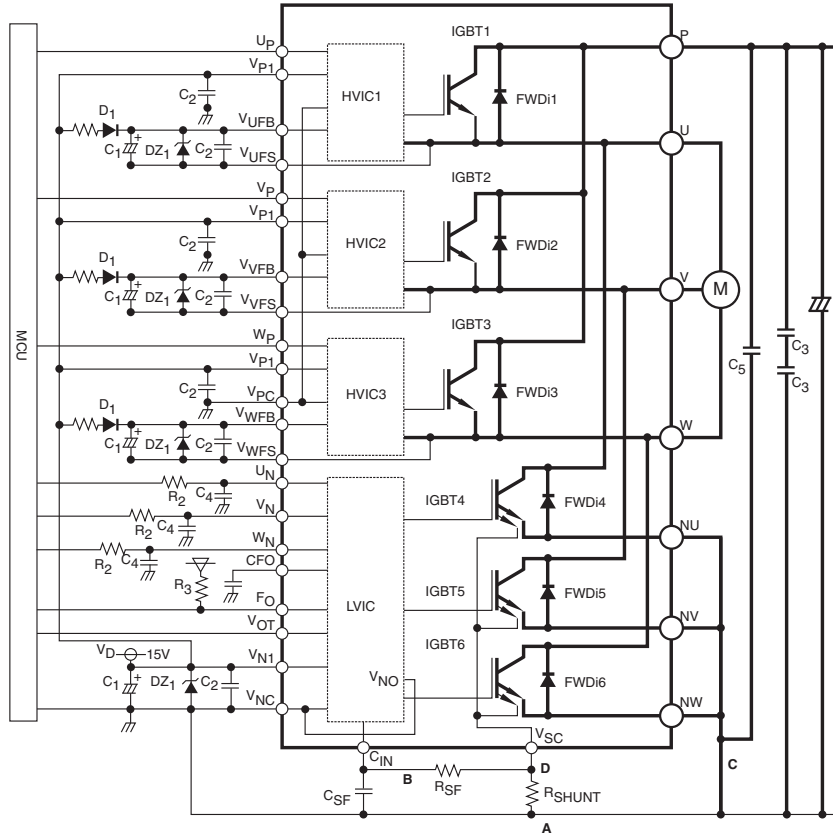 MCU
UP
VP1
C2
D1
C1
+
DZ1
C2
VUFB
VUFS
HVIC1
IGBT1
FWDi1
P
U
VP
VP1
C2
D1
C1
+
DZ1
C2
VVFB
VVFS
HVIC2
IGBT2
FWDi2
V
M
WP
VP1
C2
VPC
D1
C1
+
DZ1
C2
VWFB
VWFS
HVIC3
IGBT3
FWDi3
W
C5
C3
C3
UN
R2
C4
VN
R2
C4
WN
R2
C4
CFO
R3
FO
VOT
LVIC
IGBT4
FWDi4
NU
IGBT5
FWDi5
NV
IGBT6
FWDi6
NW
VD
15V
C1
+
DZ1
C2
VN1
VNC
VNO
VSC
CIN
B
D
C
CSF
RSF
RSHUNT
A